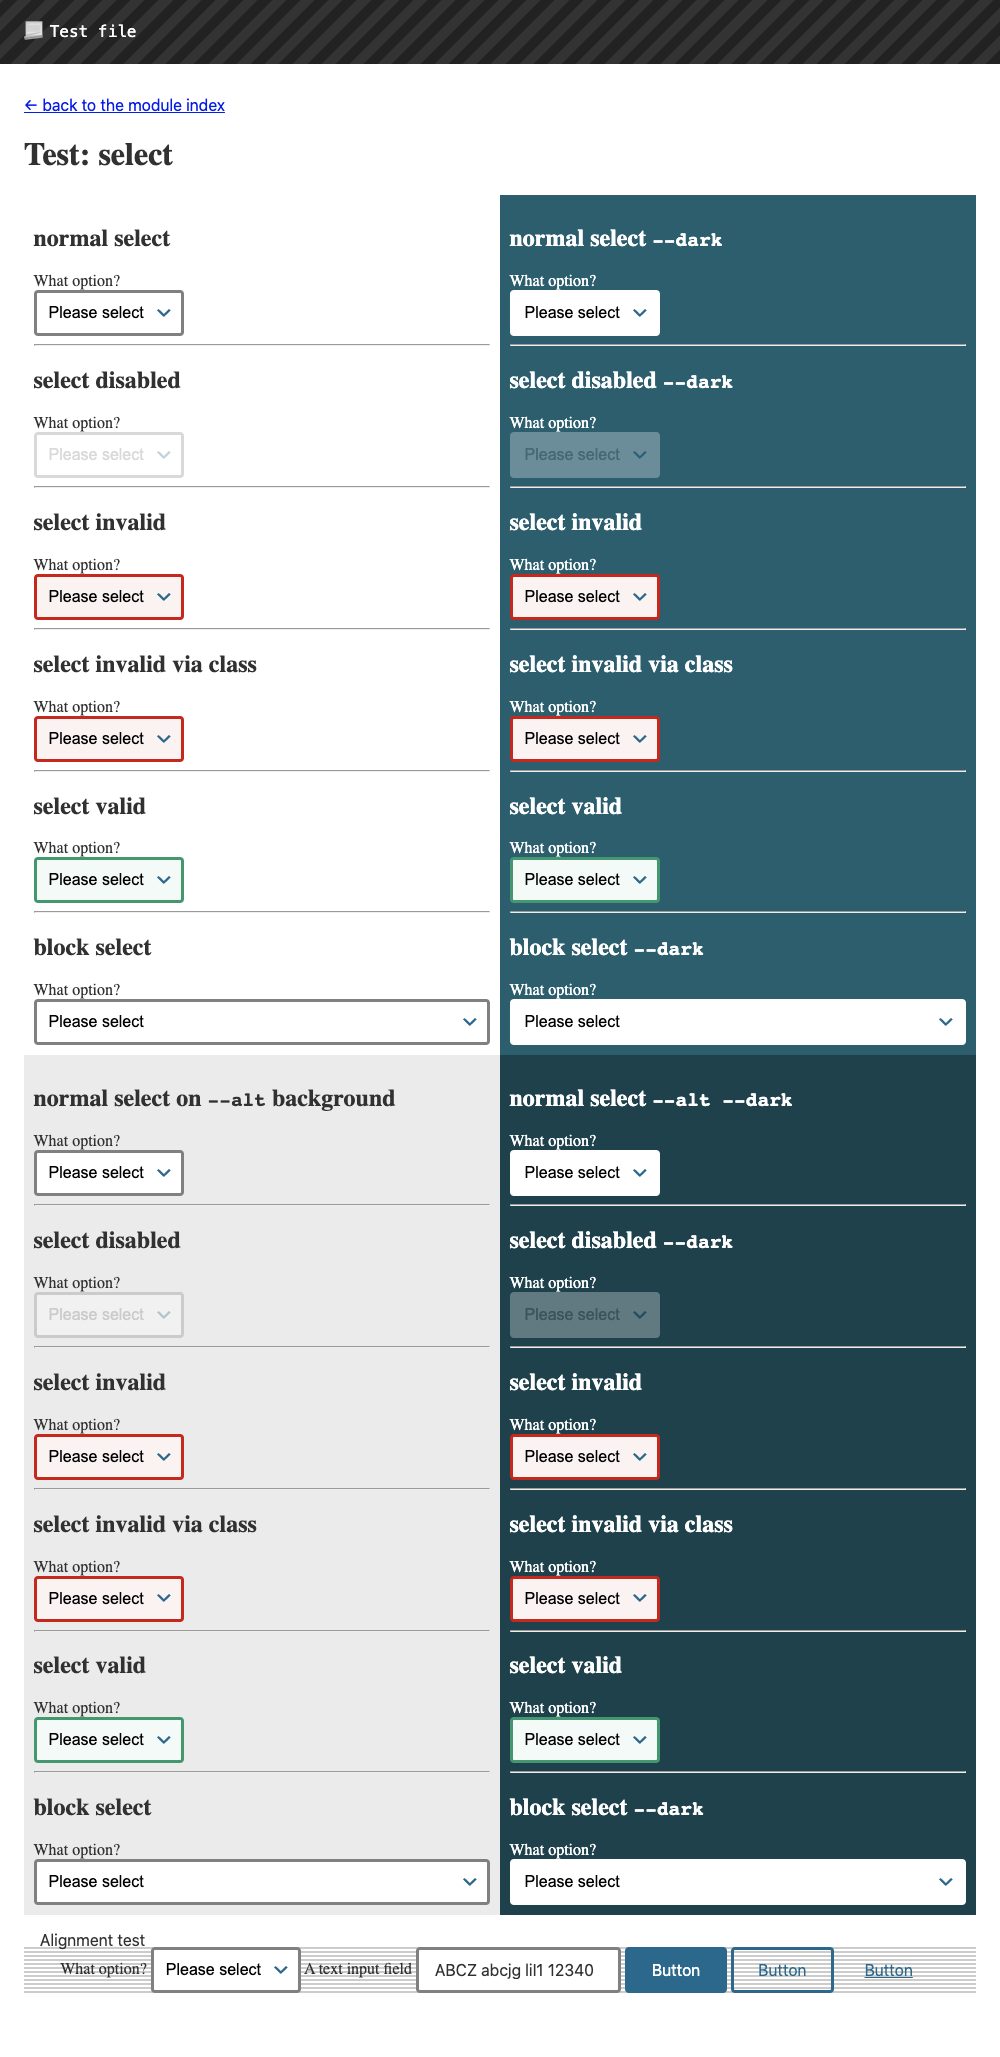 Test file
← back to the module index
Test: select
normal select
What option?
Please select
select disabled
What option?
Please select
select invalid
What option?
Please select
select invalid via class
What option?
Please select
select valid
What option?
Please select
block select
What option?
Please select
normal select --dark
What option?
Please select
select disabled --dark
What option?
Please select
select invalid
What option?
Please select
select invalid via class
What option?
Please select
select valid
What option?
Please select
block select --dark
What option?
Please select
normal select on --alt background
What option?
Please select
select disabled
What option?
Please select
select invalid
What option?
Please select
select invalid via class
What option?
Please select
select valid
What option?
Please select
block select
What option?
Please select
normal select --alt --dark
What option?
Please select
select disabled --dark
What option?
Please select
select invalid
What option?
Please select
select invalid via class
What option?
Please select
select valid
What option?
Please select
block select --dark
What option?
Please select
Alignment test
What option? Please select A text input field ABCZ abcjg lil1 12340 Button Button Button